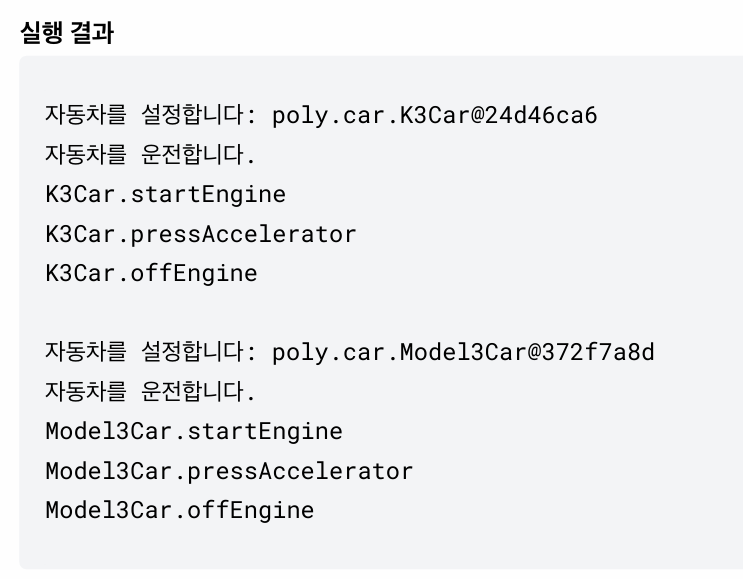 실행 결과
자동차를 설정합니다: poly.car.K3Car@24d46ca6
자동차를 운전합니다.
K3Car.startEngine
K3Car.pressAccelerator
K3Car.offEngine
자동차를 설정합니다: poly.car.Model3Car@372f7a8d
자동차를 운전합니다.
Model3Car.startEngine
Model3Car.pressAccelerator
Model3Car.offEngine